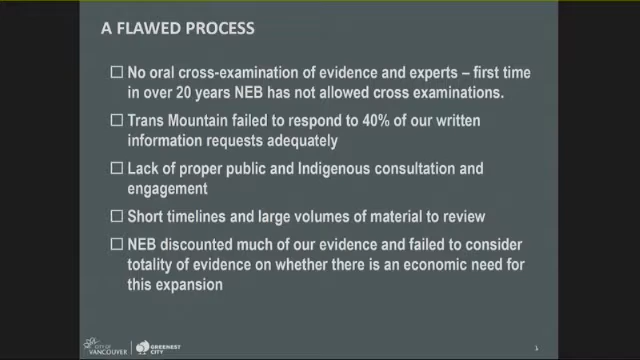 A FLAWED PROCESS
No oral cross-examination of evidence and experts – first time
in over 20 years NEB has not allowed cross examinations.
Trans Mountain failed to respond to 40% of our written
information requests adequately
Lack of proper public and Indigenous consultation and
engagement
Short timelines and large volumes of material to review
NEB discounted much of our evidence and failed to consider
totality of evidence on whether there is an economic need for
this expansion
CITY OF
VANCOUVER
GREENEST
CITY